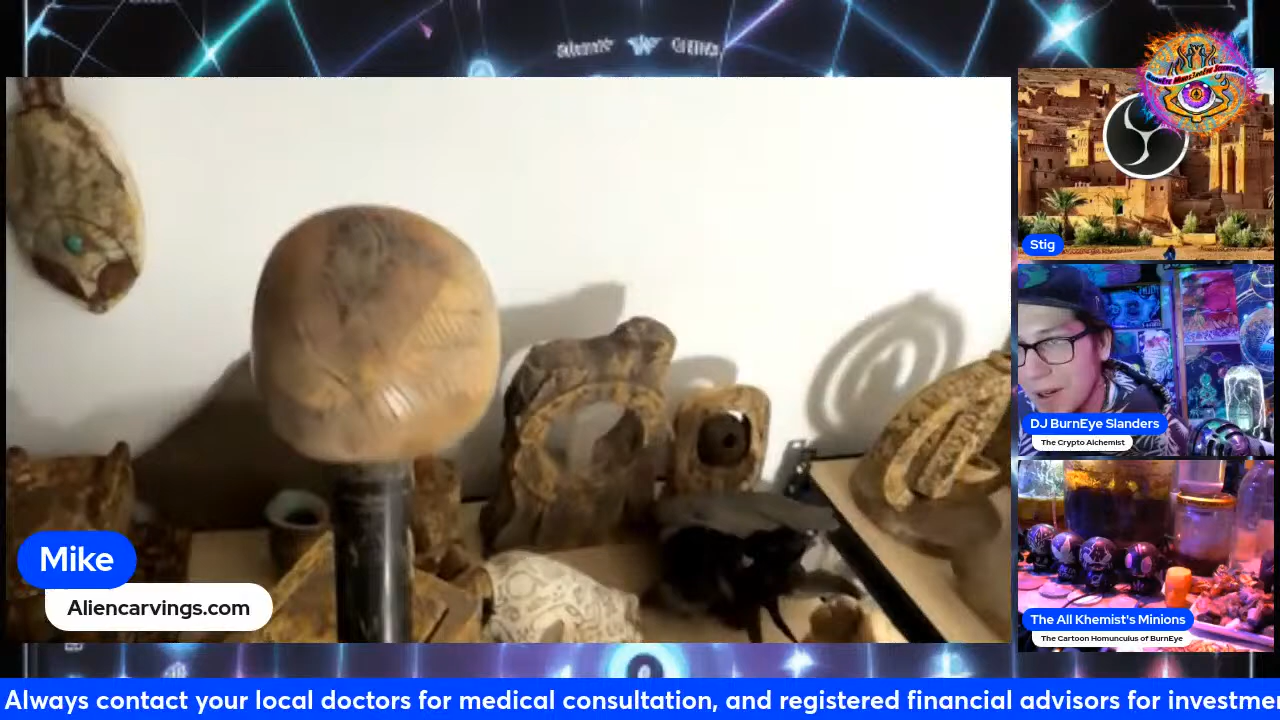 Stig
DJ BurnEye Slanders
The Crypto Alchemist
Mike
Aliencarvings.com
The All Khemist's Minions
The Cartoon Homunculus of BurnEye
Always contact your local doctors for medical consultation, and registered financial advisors for investme